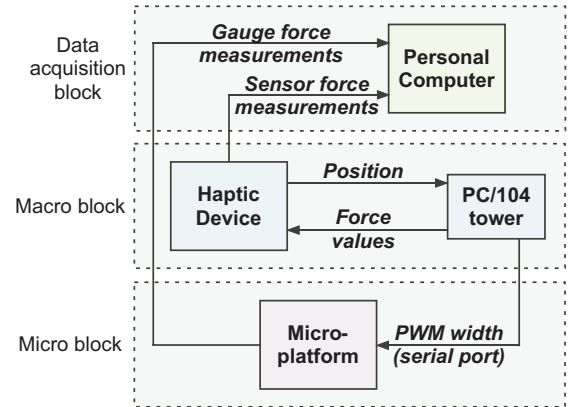 Data
acquisition
block
Gauge force
measurements
Sensor force
measurements
Personal
Computer
Macro block
Haptic
Device
Position
Force
values
PC/104
tower
Micro block
Micro-
platform
PWM width
(serial port)